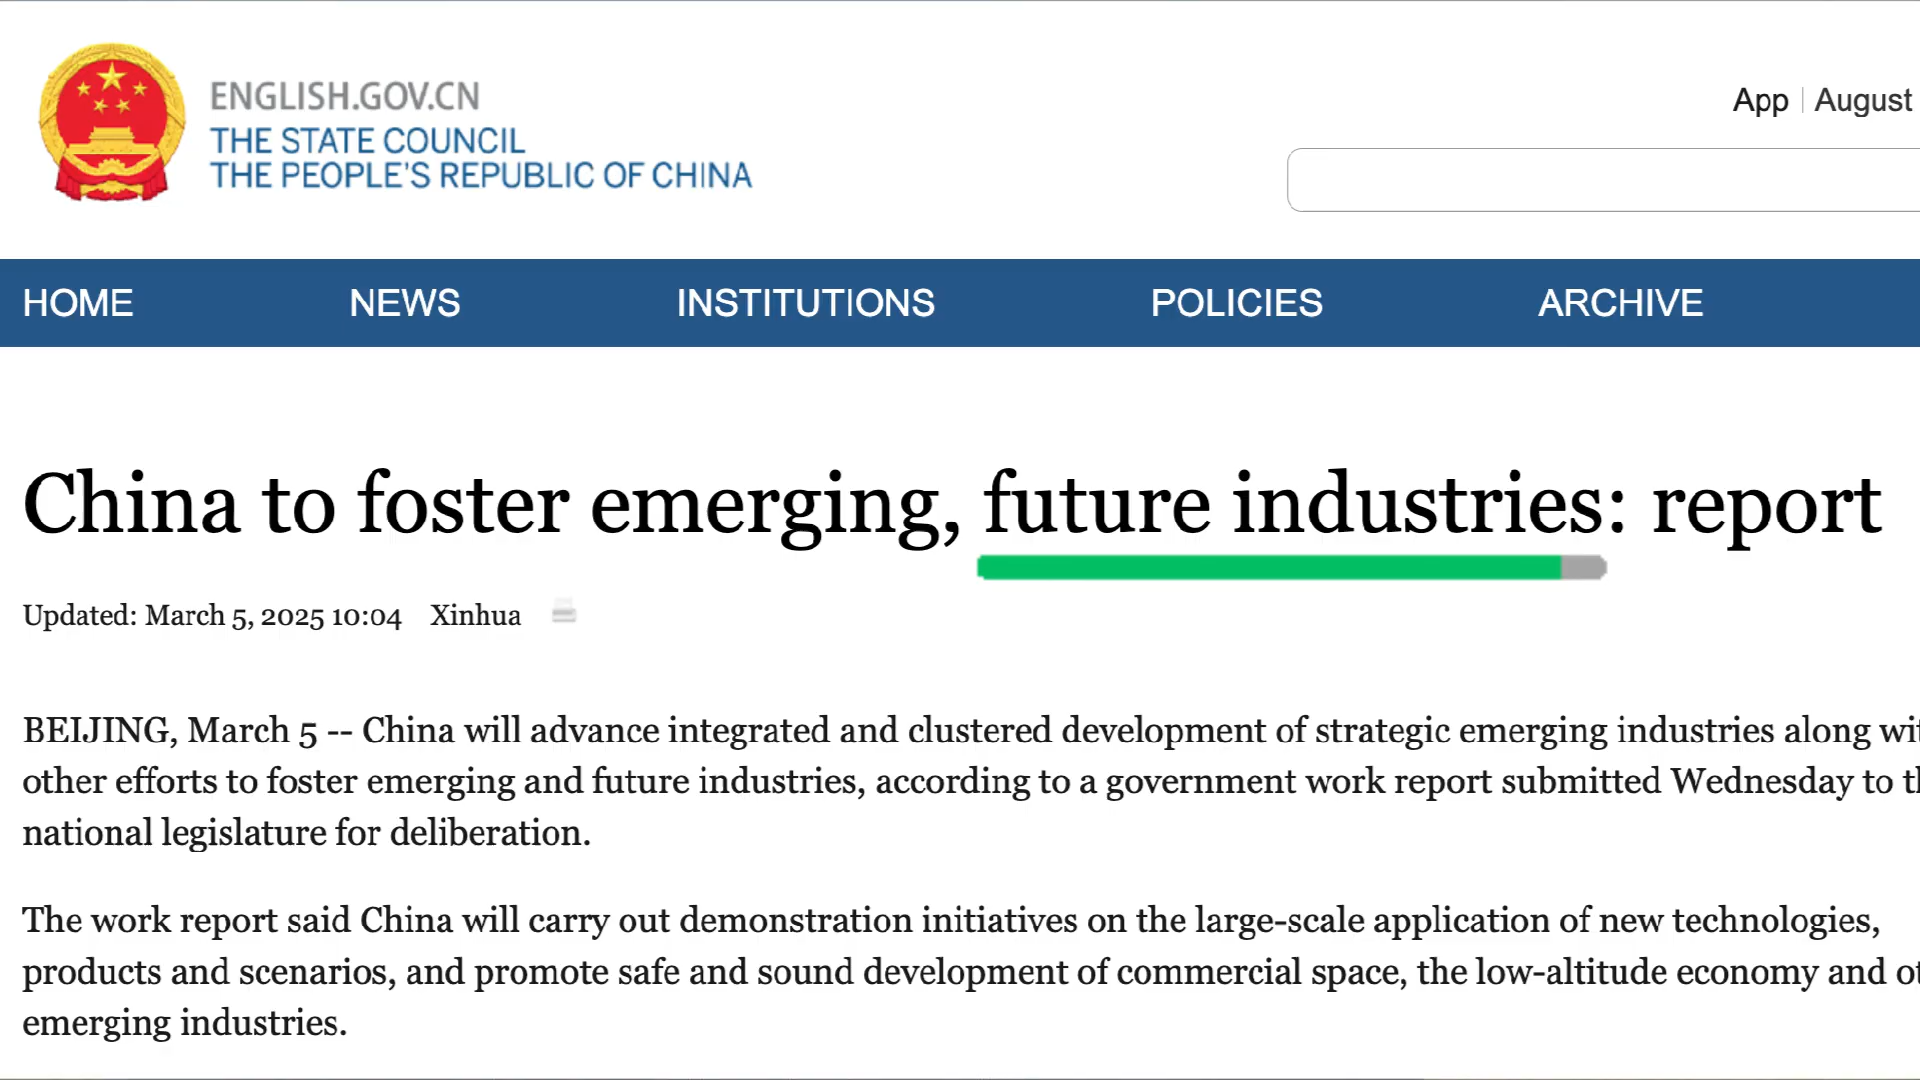 ENGLISH.GOV.CN
THE STATE COUNCIL
THE PEOPLE'S REPUBLIC OF CHINA
App | August
HOME NEWS INSTITUTIONS POLICIES ARCHIVE
China to foster emerging, future industries: report
Updated: March 5, 2025 10:04 Xinhua
BEIJING, March 5 -- China will advance integrated and clustered development of strategic emerging industries along
other efforts to foster emerging and future industries, according to a government work report submitted Wednesday to
national legislature for deliberation.
The work report said China will carry out demonstration initiatives on the large-scale application of new technologies,
products and scenarios, and promote safe and sound development of commercial space, the low-altitude economy and
emerging industries.